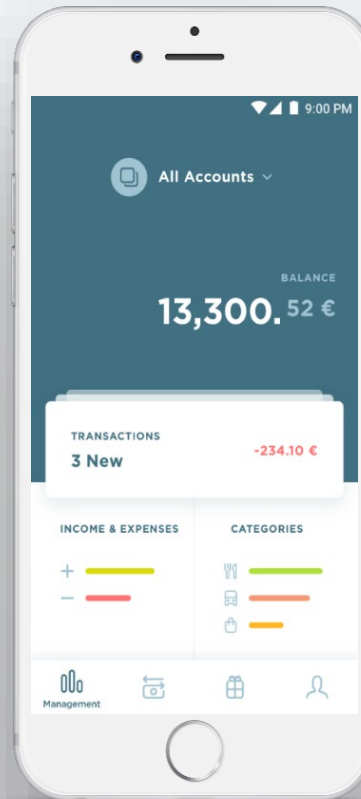 9:00 PM
All Accounts
BALANCE
13,300.52 €
TRANSACTIONS
3 New
-234.10 €
INCOME & EXPENSES
CATEGORIES
Management